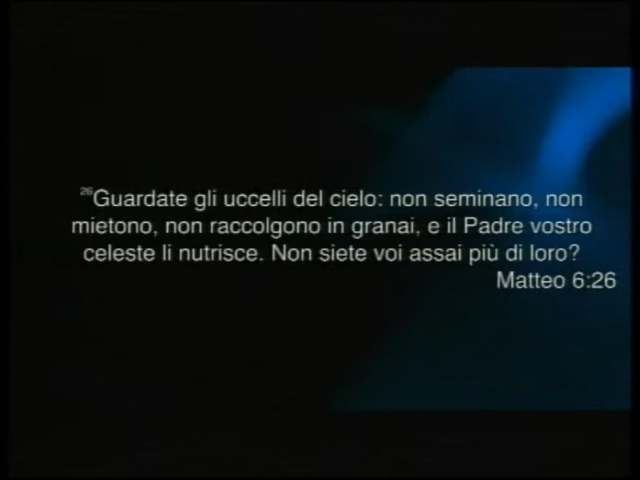 26Guardate gli uccelli del cielo: non seminano, non
mietono, non raccolgono in granai, e il Padre vostro
celeste li nutrisce. Non siete voi assai più di loro?
Matteo 6:26